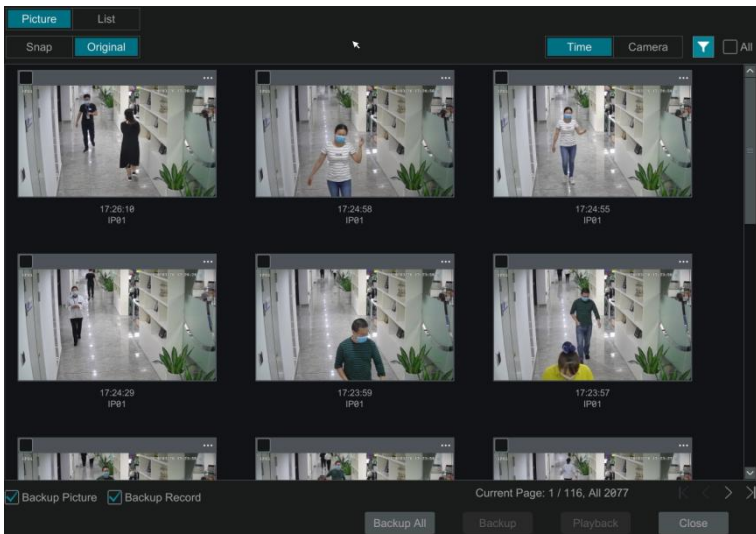 Picture List
Snap Original Time Camera All
17:26:10 17:24:58 17:24:55
IP01 IP01 IP01
17:24:29 17:23:59 17:23:57
IP01 IP01 IP01
Backup Picture Backup Record Current Page: 1 / 116, All 2077
Backup All Backup Playback Close